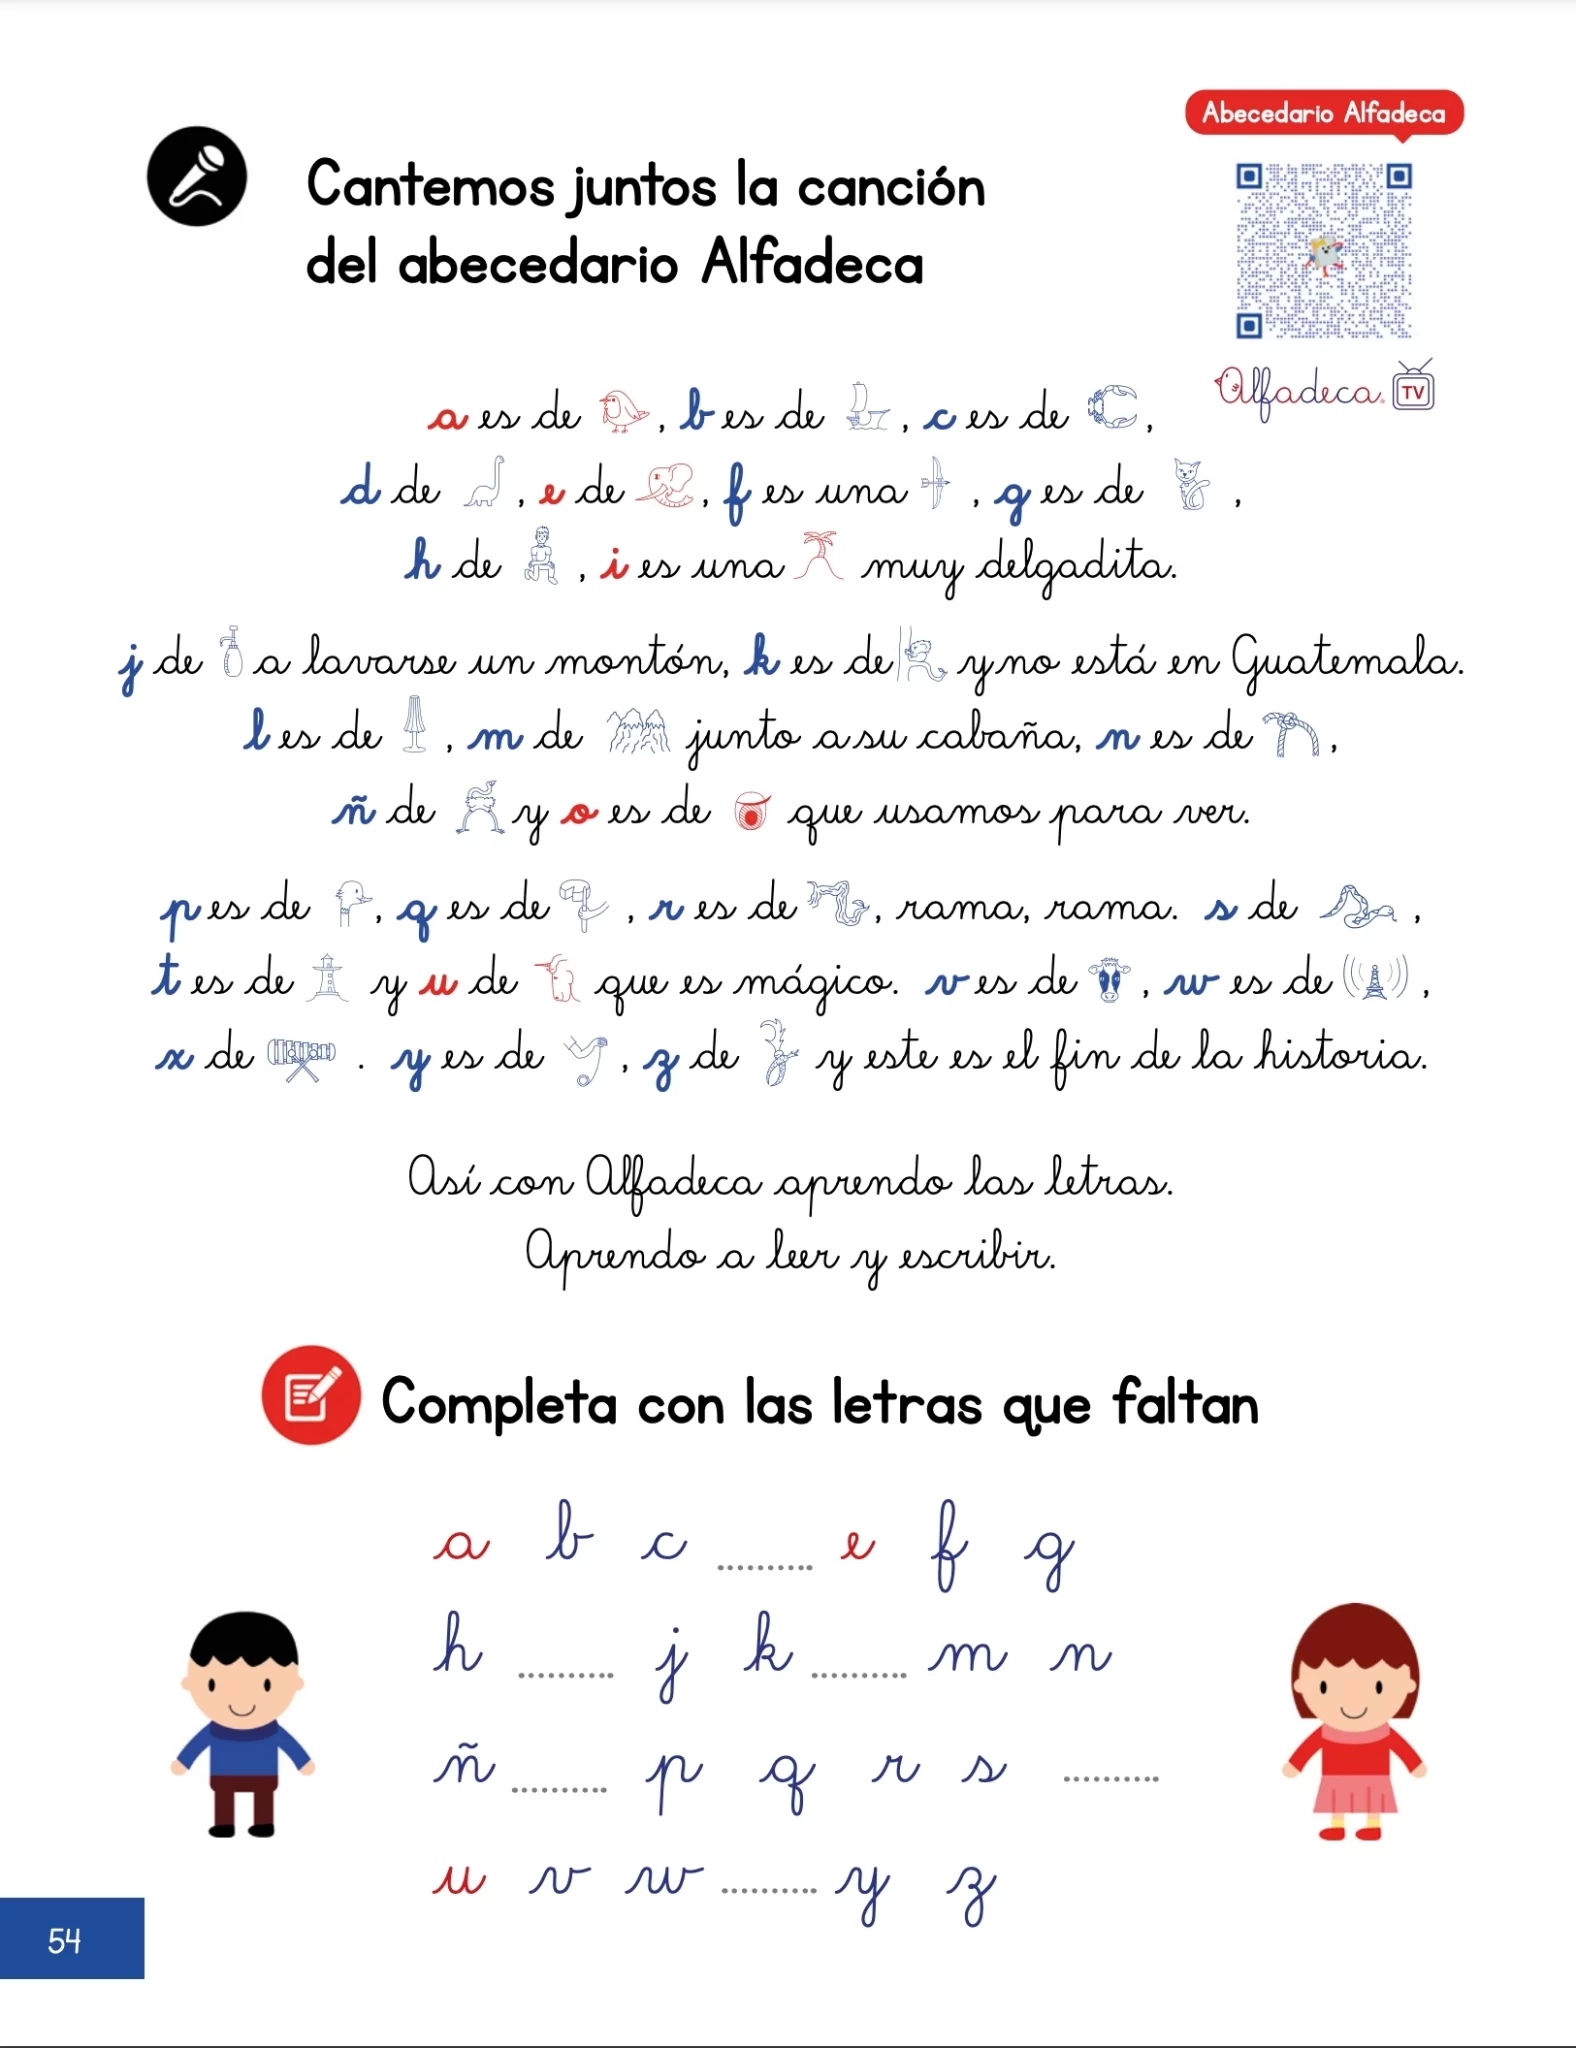 Abecedario Alfadeca
Cantemos juntos la canción
del abecedario Alfadeca
Alfadeca. TV
a es de , b es de , c es de ,
d de , e de , f es una , g es de ,
h de , i es una muy delgadita.
j de a lavarse un montón, k es de y no está en Guatemala.
l es de , m de junto a su cabaña, n es de ,
ñ de y o es de que usamos para ver.
p es de , q es de , r es de , rama, rama. s de ,
t es de y u de que es mágico. v es de , w es de ,
x de . y es de , z de y este es el fin de la historia.
Así con Alfadeca aprendo las letras.
Aprendo a leer y escribir.
Completa con las letras que faltan
a b c .......... e f g
h .......... j k .......... m n
ñ .......... p q r s ..........
u v w .......... y z
54